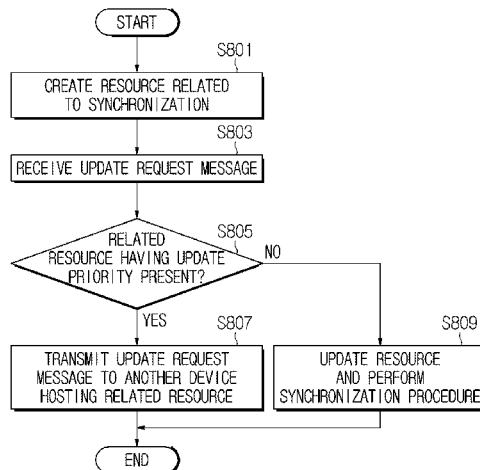 START
S801
CREATE RESOURCE RELATED
TO SYNCHRONIZATION
S803
RECEIVE UPDATE REQUEST MESSAGE
S805
RELATED
RESOURCE HAVING UPDATE
PRIORITY PRESENT?
NO
YES
S807
TRANSMIT UPDATE REQUEST
MESSAGE TO ANOTHER DEVICE
HOSTING RELATED RESOURCE
S809
UPDATE RESOURCE
AND PERFORM
SYNCHRONIZATION PROCEDURE
END